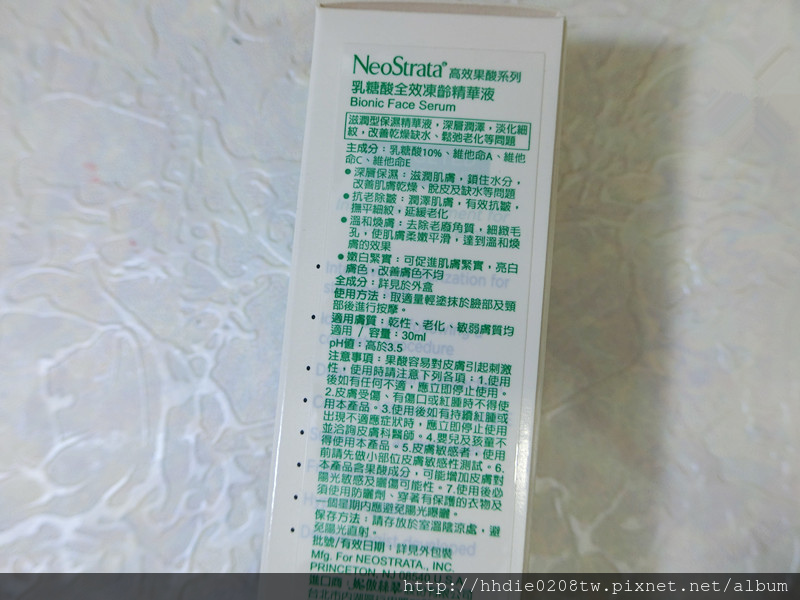 NeoStrata® 高效果酸系列
乳糖酸全效凍齡精華液
Bionic Face Serum
滋潤型保濕精華液，深層潤澤，淡化細
紋，改善乾燥缺水、鬆弛老化等問題
主成分：乳糖酸10%、維他命A、維他
命C、維他命E
●深層保濕：滋潤肌膚，鎖住水分，
改善肌膚乾燥、脫皮及缺水等問題
●抗老除皺：潤澤肌膚，有效抗皺，
撫平細紋，延緩老化
●溫和煥膚：去除老廢角質，細緻毛
孔，使肌膚柔嫩平滑，達到溫和煥
膚的效果
●嫩白緊實：可促進肌膚緊實，亮白
膚色，改善膚色不均
全成分：詳見於外盒
使用方法：取適量輕塗抹於臉部及頸
部後進行按摩。
適用膚質：乾性、老化、敏弱膚質均
適用 / 容量：30ml
pH值：高於3.5
注意事項：果酸容易對皮膚引起刺激
性，使用時請注意下列各項：1.使用
後如有任何不適，應立即停止使用。
2.皮膚受傷、有傷口或紅腫時不得使
用本產品。3.使用後如有持續紅腫或
出現不適應症狀時，應立即停止使用
並洽詢皮膚科醫師。4.嬰兒及孩童不
得使用本產品。5.皮膚敏感者，使用
前請先做小部位皮膚敏感性測試。6.
本產品含果酸成分，可能增加皮膚對
陽光敏感及曬傷可能性。7.使用後必
須使用防曬劑、穿著有保護的衣物及
一個星期內應避免陽光曝曬。
保存方法：請存放於室溫陰涼處，避
免陽光直射。
批號/有效日期：詳見外包裝
Mfg. For NEOSTRATA., INC.
PRINCETON, NJ 08540 U.S.A
進口商：妮傲絲
http://hhdie0208tw.pixnet.net/album